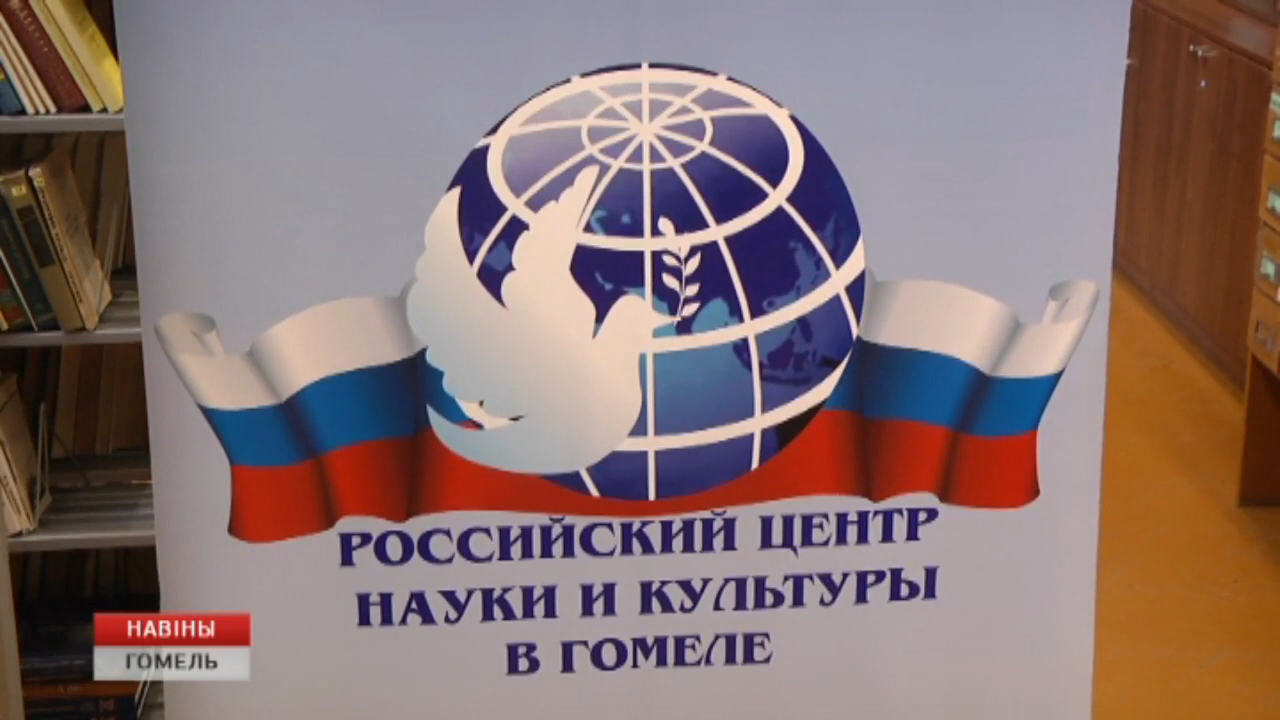 РОССИЙСКИЙ ЦЕНТР
НАУКИ И КУЛЬТУРЫ
В ГОМЕЛЕ
НАВІНЫ
ГОМЕЛЬ